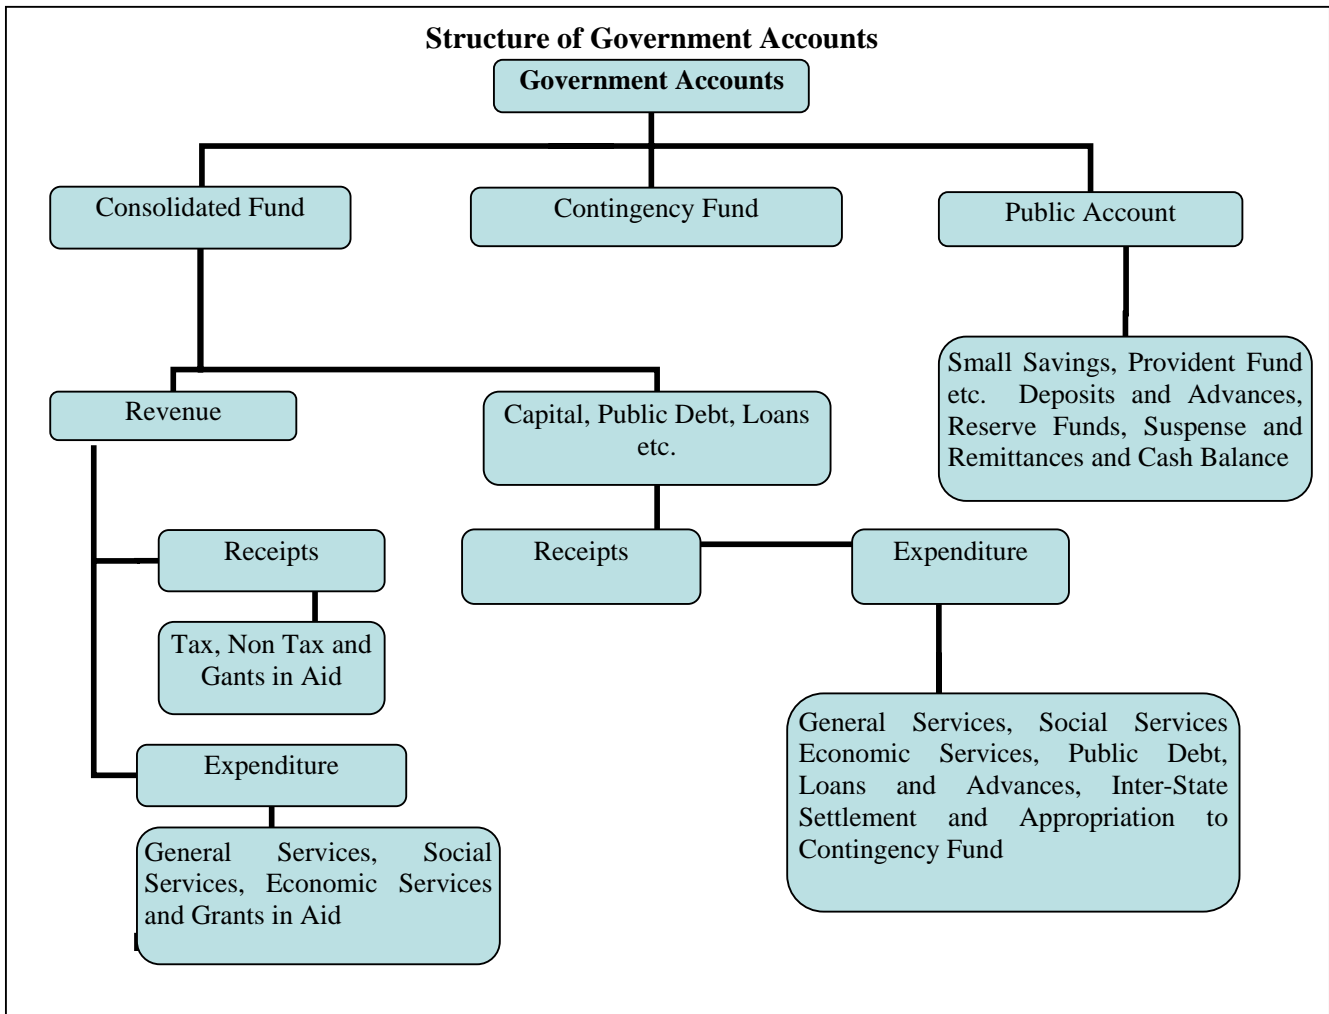 Structure of Government Accounts
Government Accounts
Consolidated Fund
Contingency Fund
Public Account
Small Savings, Provident Fund
etc. Deposits and Advances,
Reserve Funds, Suspense and
Remittances and Cash Balance
Revenue
Capital, Public Debt, Loans
etc.
Receipts
Receipts
Expenditure
Tax, Non Tax and
Gants in Aid
General Services, Social Services
Economic Services, Public Debt,
Loans and Advances, Inter-State
Settlement and Appropriation to
Contingency Fund
Expenditure
General Services, Social
Services, Economic Services
and Grants in Aid